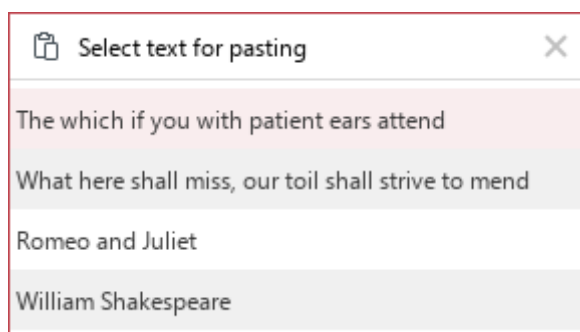 Select text for pasting
The which if you with patient ears attend
What here shall miss, our toil shall strive to mend
Romeo and Juliet
William Shakespeare